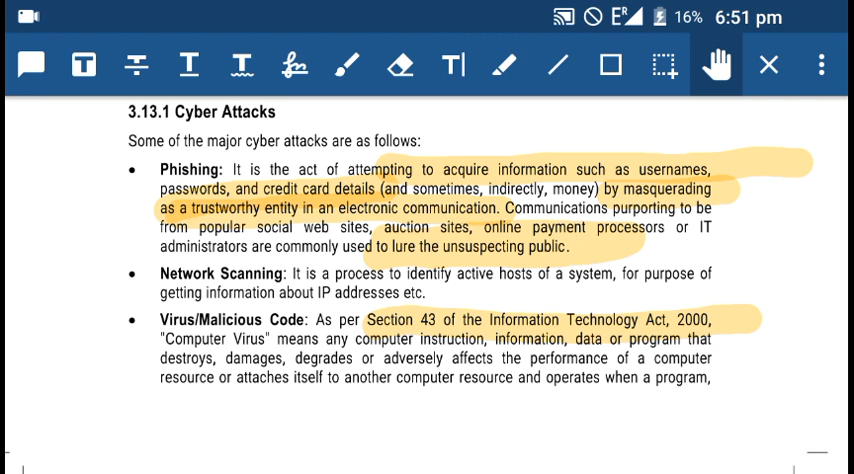 16% 6:51 pm
3.13.1 Cyber Attacks
Some of the major cyber attacks are as follows:
• Phishing: It is the act of attempting to acquire information such as usernames,
passwords, and credit card details (and sometimes, indirectly, money) by masquerading
as a trustworthy entity in an electronic communication. Communications purporting to be
from popular social web sites, auction sites, online payment processors or IT
administrators are commonly used to lure the unsuspecting public.
• Network Scanning: It is a process to identify active hosts of a system, for purpose of
getting information about IP addresses etc.
• Virus/Malicious Code: As per Section 43 of the Information Technology Act, 2000,
"Computer Virus" means any computer instruction, information, data or program that
destroys, damages, degrades or adversely affects the performance of a computer
resource or attaches itself to another computer resource and operates when a program,